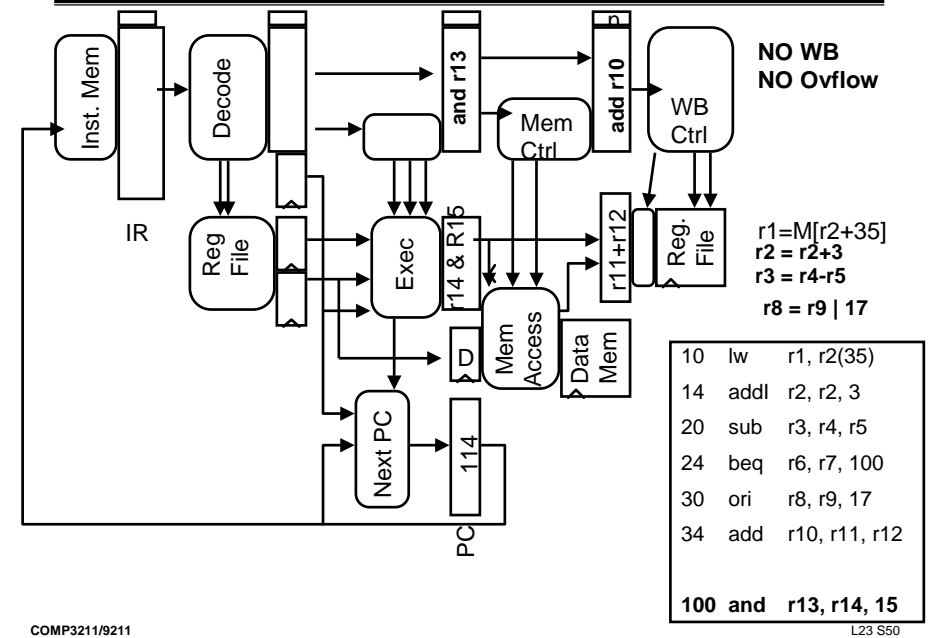 Inst. Mem
Decode
and r13
n
add r10
WB
Ctrl
NO WB
NO Ovflow
Mem
Ctrl
IR
Reg
File
Exec
r14 & R15
r11+r12
Reg.
File
r1=M[r2+35]
r2 = r2+3
r3 = r4-r5
r8 = r9 | 17
D
Mem
Access
Data
Mem
Next PC
114
PC
10 lw r1, r2(35)
14 addI r2, r2, 3
20 sub r3, r4, r5
24 beq r6, r7, 100
30 ori r8, r9, 17
34 add r10, r11, r12
100 and r13, r14, 15
COMP3211/9211
L23 S50